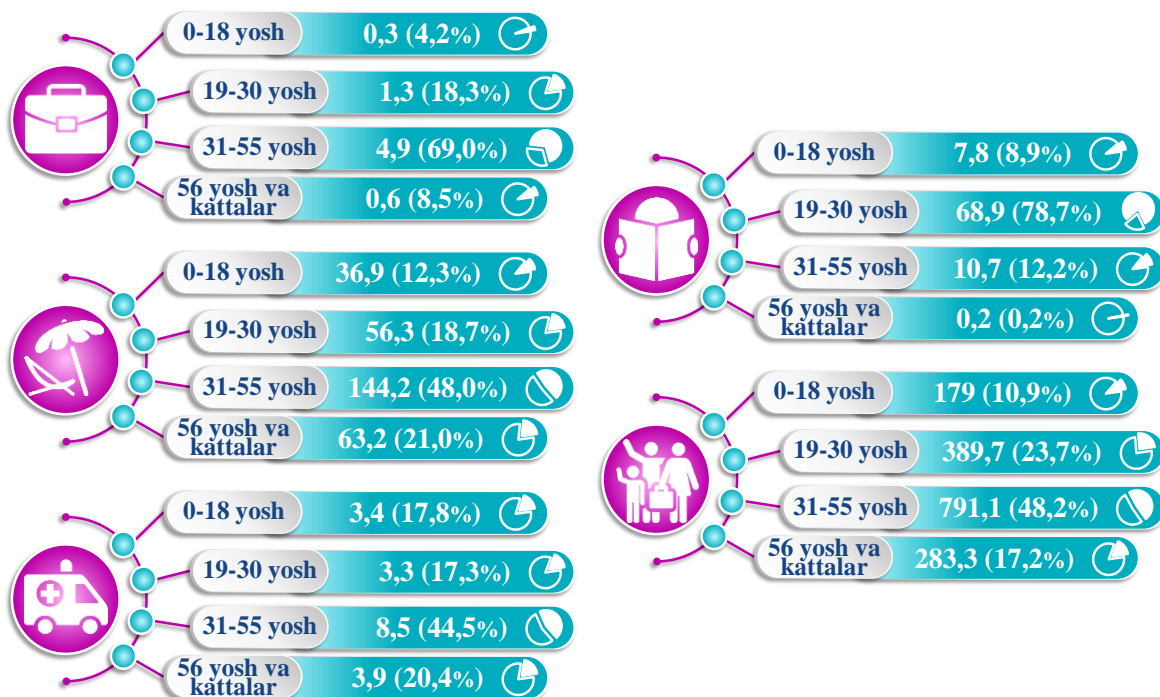 0-18 yosh 0,3 (4,2%)
19-30 yosh 1,3 (18,3%)
31-55 yosh 4,9 (69,0%)
56 yosh va
kattalar 0,6 (8,5%)
0-18 yosh 36,9 (12,3%)
19-30 yosh 56,3 (18,7%)
31-55 yosh 144,2 (48,0%)
56 yosh va
kattalar 63,2 (21,0%)
0-18 yosh 3,4 (17,8%)
19-30 yosh 3,3 (17,3%)
31-55 yosh 8,5 (44,5%)
56 yosh va
kattalar 3,9 (20,4%)
0-18 yosh 7,8 (8,9%)
19-30 yosh 68,9 (78,7%)
31-55 yosh 10,7 (12,2%)
56 yosh va
kattalar 0,2 (0,2%)
0-18 yosh 179 (10,9%)
19-30 yosh 389,7 (23,7%)
31-55 yosh 791,1 (48,2%)
56 yosh va
kattalar 283,3 (17,2%)